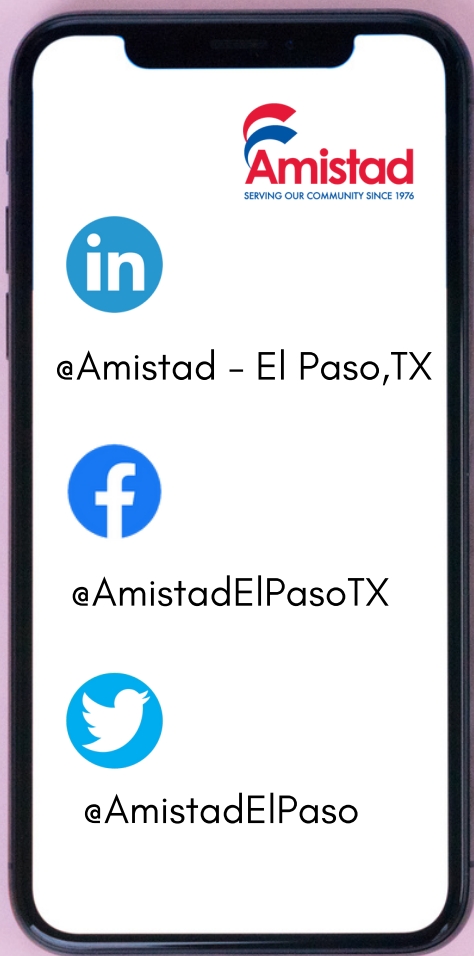 Amistad
SERVING OUR COMMUNITY SINCE 1976
in
@Amistad - El Paso,TX
f
@AmistadElPasoTX
@AmistadElPaso